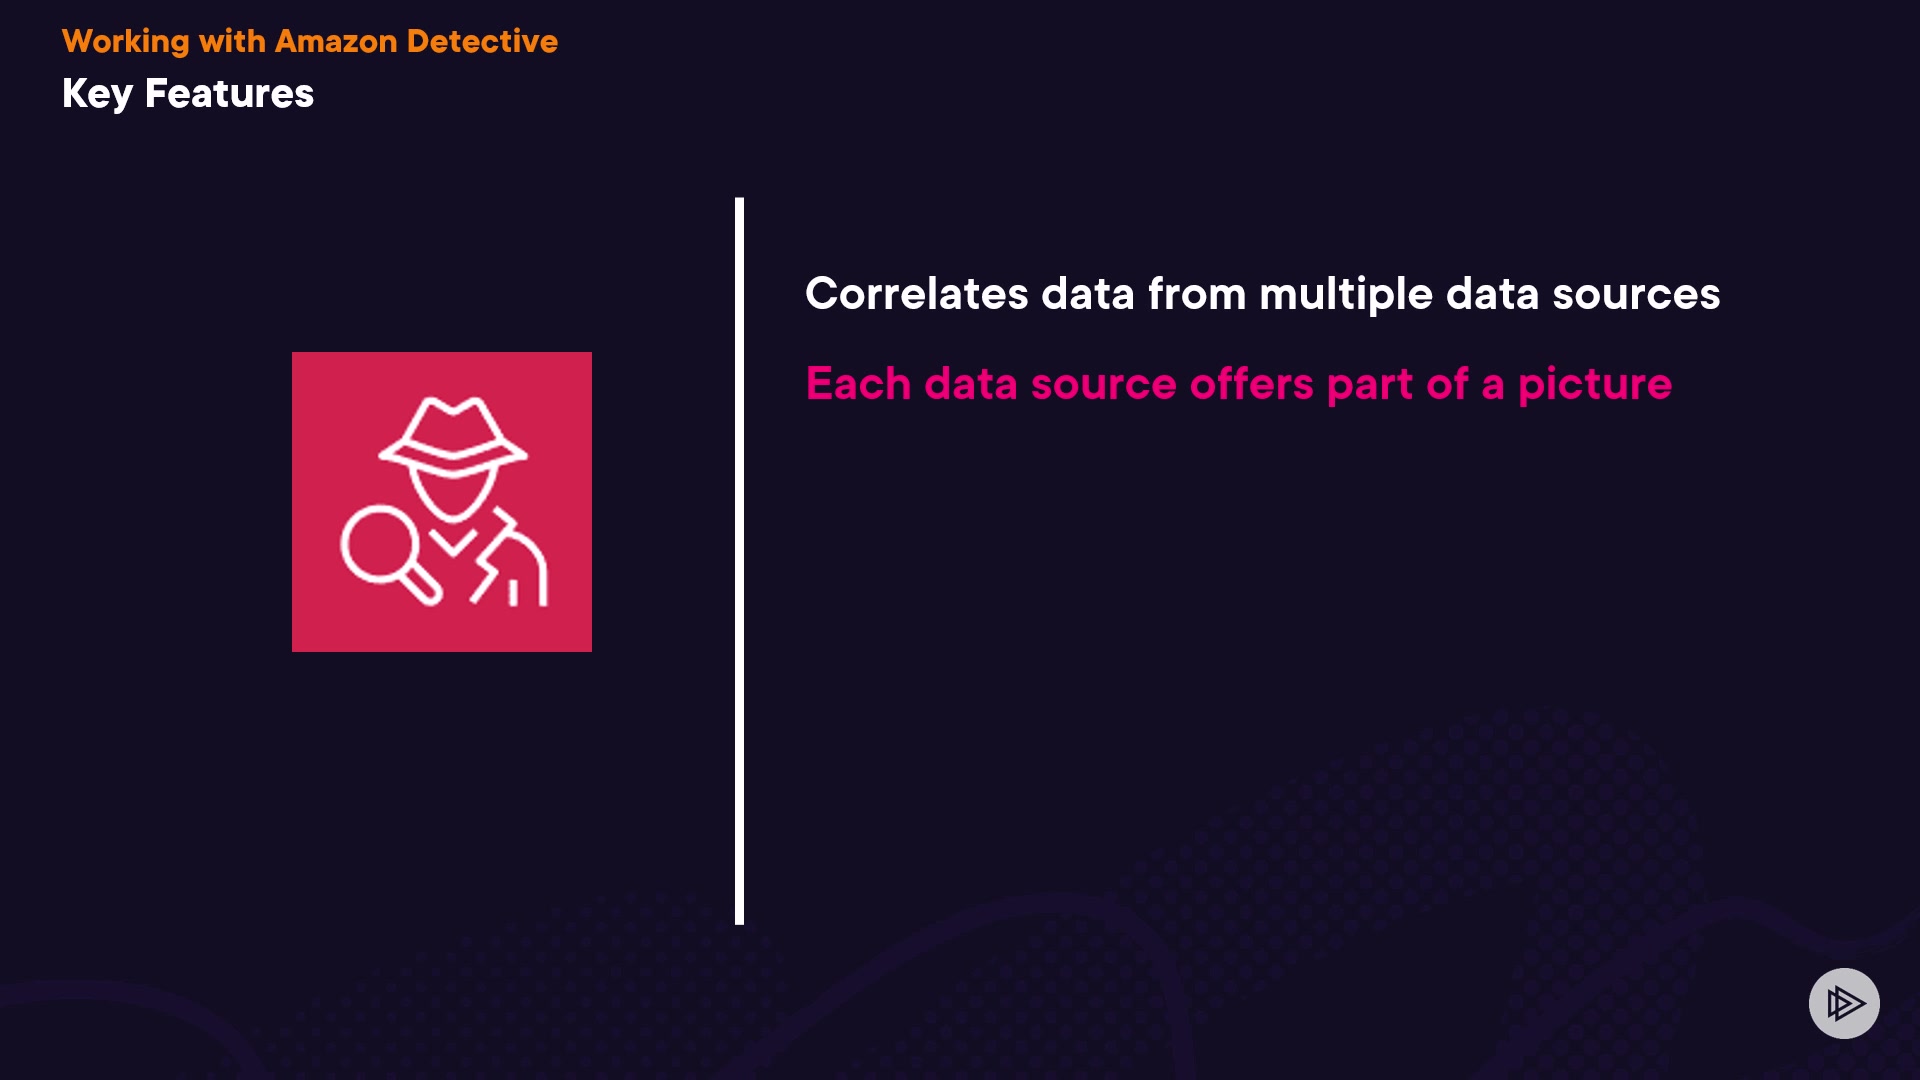 Working with Amazon Detective
Key Features
Correlates data from multiple data sources
Each data source offers part of a picture